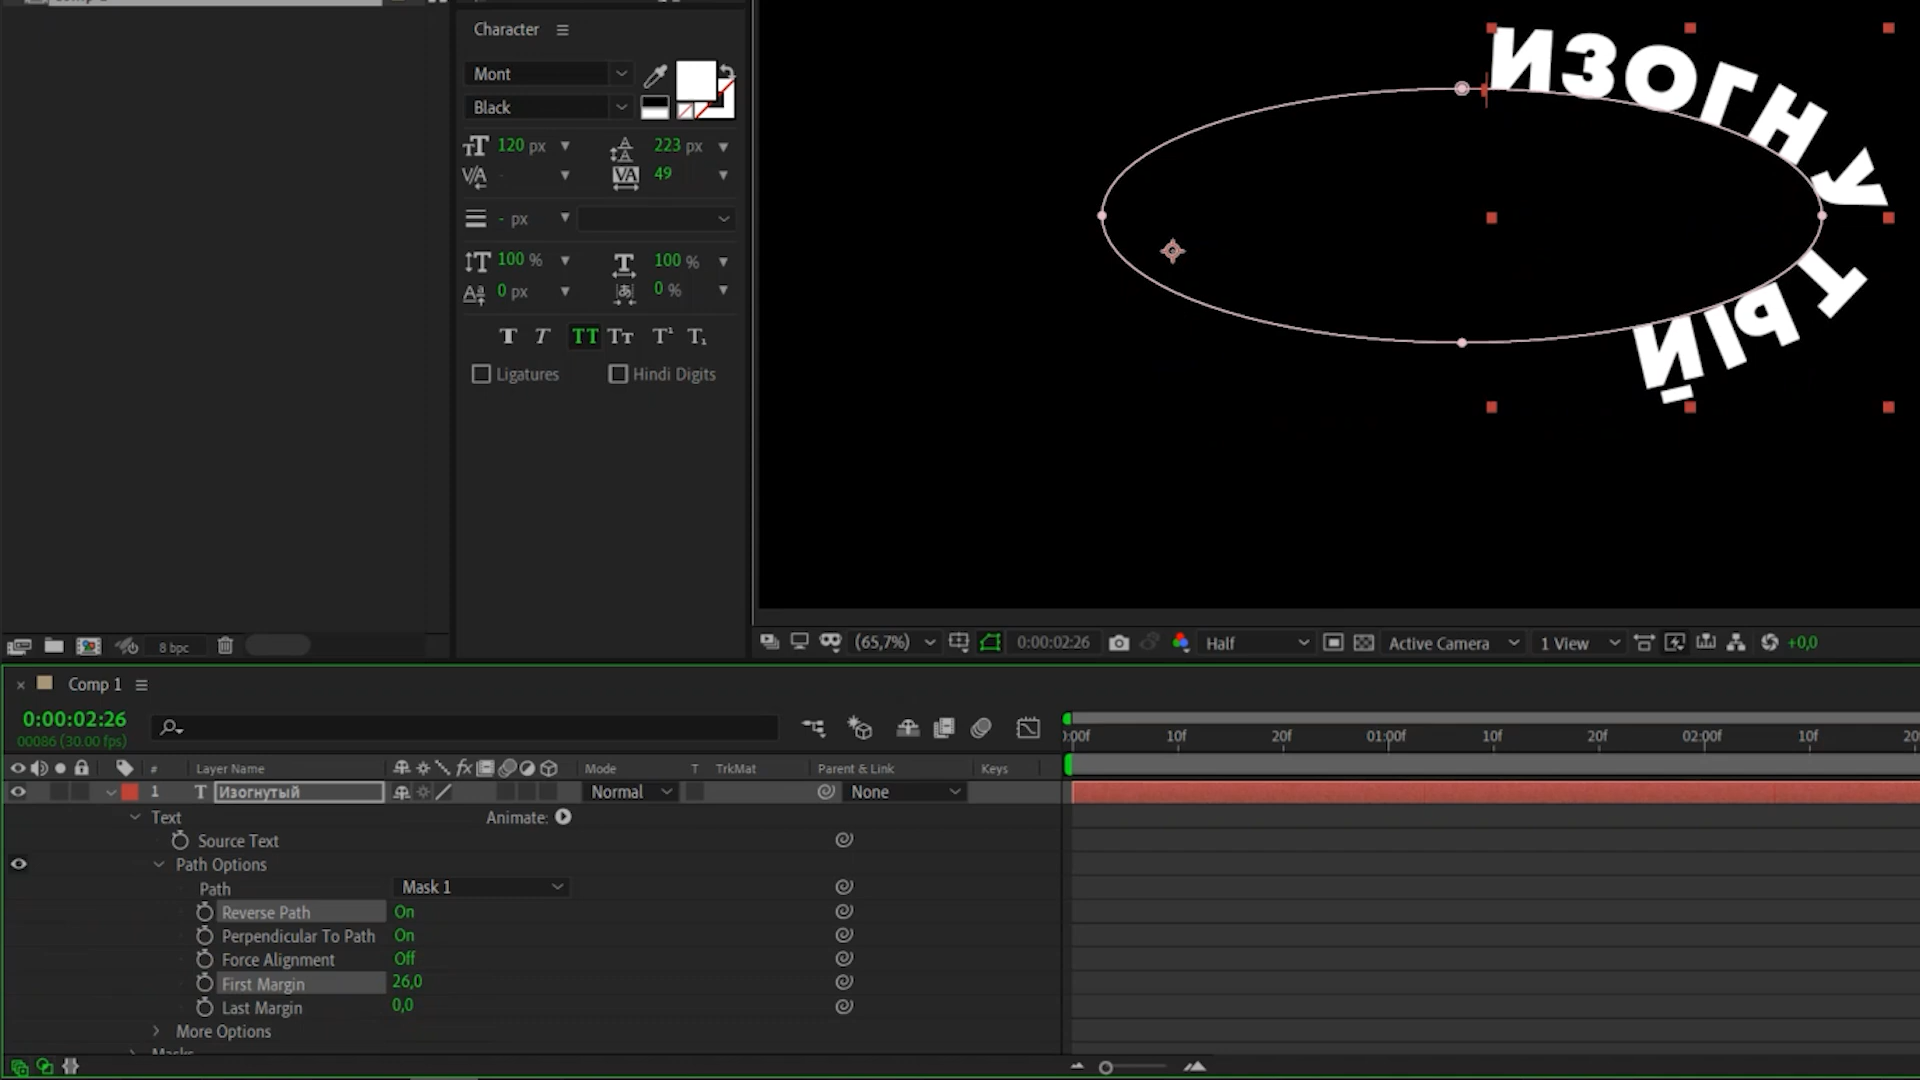 Character
Mont
Black
120 px
223 px
49
- px
100 %
100 %
0 px
0 %
Ligatures
Hindi Digits
ИЗОГНУТЫЙ
8 bpc
(65,7%)
0:00:02:26
Half
Active Camera
1 View
+0,0
Comp 1
0:00:02:26
00086 (30.00 fps)
:00f 10f 20f 01:00f 10f 20f 02:00f 10f 20
# Layer Name Mode T TrkMat Parent & Link Keys
1 T Изогнутый Normal None
Text Animate:
Source Text
Path Options
Path Mask 1
Reverse Path On
Perpendicular To Path On
Force Alignment Off
First Margin 26,0
Last Margin 0,0
More Options
Masks